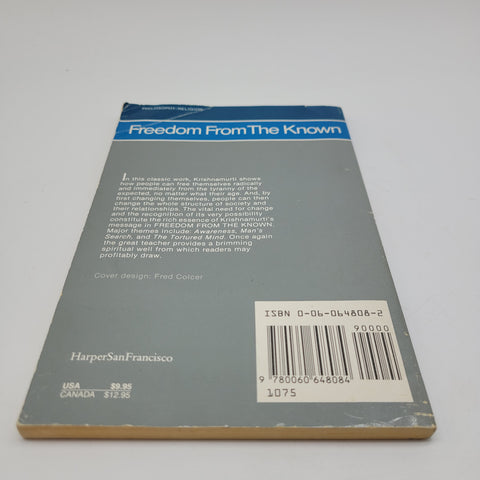 PHILOSOPHY/RELIGION
Freedom From The Known
In this classic work, Krishnamurti shows
how people can free themselves radically
and immediately from the tyranny of the
expected, no matter what their age. And, by
first changing themselves, people can then
change the whole structure of society and
their relationships. The vital need for change
and the recognition of its very possibility
constitute the rich essence of Krishnamurti's
message in FREEDOM FROM THE KNOWN.
Major themes include: Awareness, Man's
Search, and The Tortured Mind. Once again
the great teacher provides a brimming
spiritual well from which readers may
profitably draw.
Cover design: Fred Colcer
ISBN 0-06-064808-2
90000
9 780060 648084
1075
HarperSanFrancisco
USA $9.95
CANADA $12.95